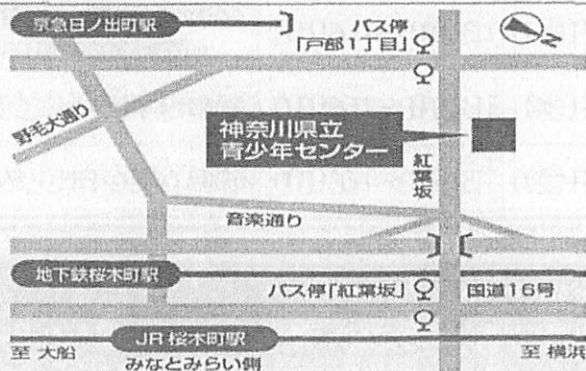 京急日ノ出町駅
バス停
「戸部1丁目」
N
野毛大通り
神奈川県立
青少年センター
紅葉坂
音楽通り
地下鉄桜木町駅
バス停「紅葉坂」
国道16号
JR 桜木町駅
至 大船
みなとみらい側
至 横浜